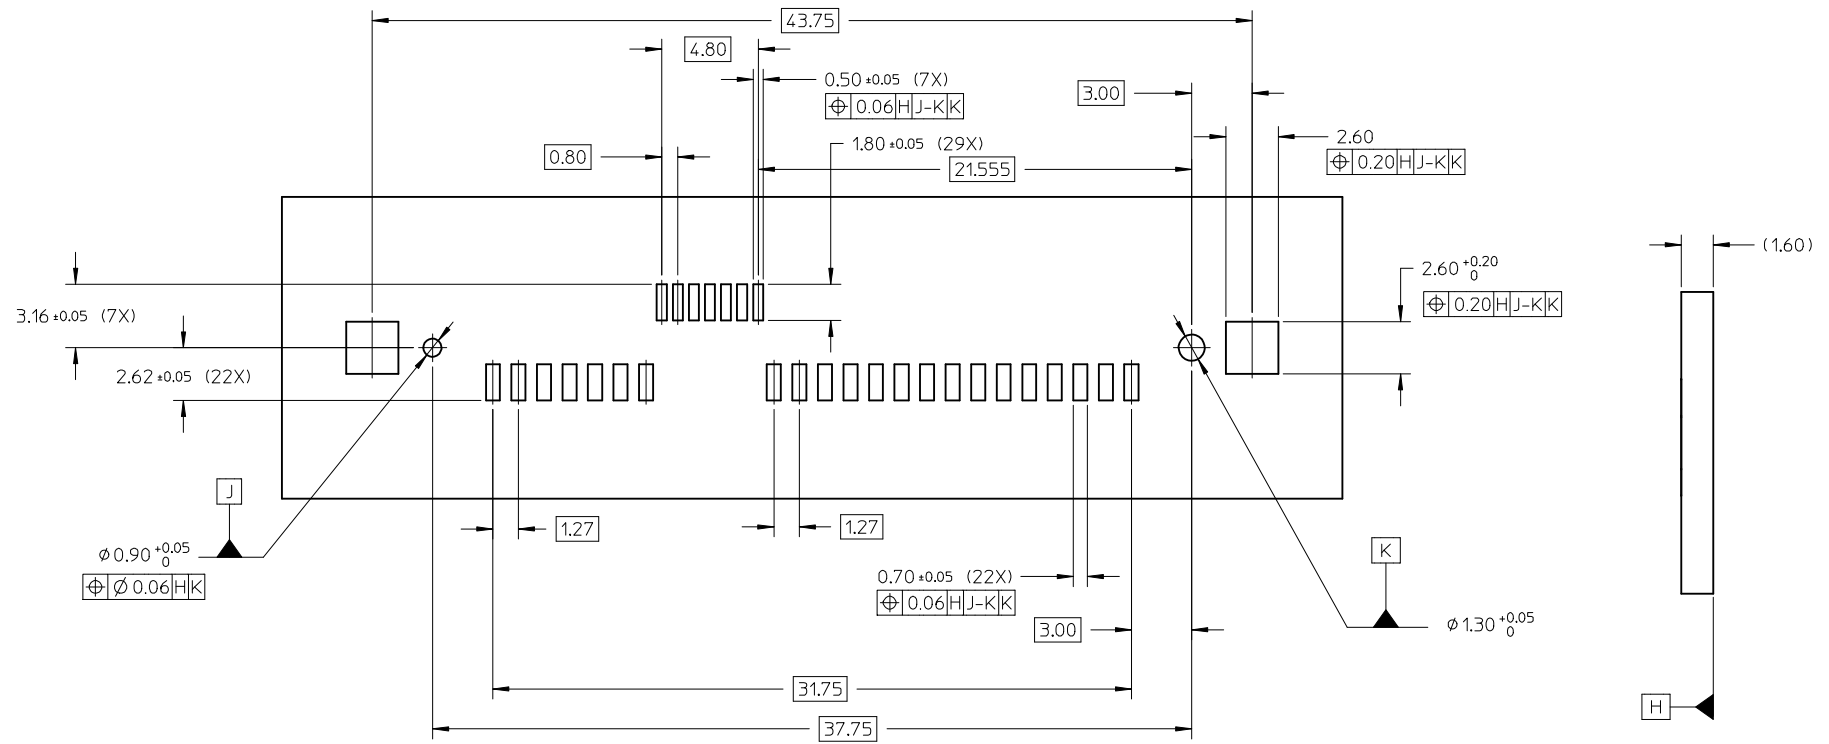 43.75
4.80
0.50 ±0.05 (7X)
⌖ 0.06 H J-K K
3.00
2.60
⌖ 0.20 H J-K K
1.80 ±0.05 (29X)
0.80
21.555
(1.60)
2.60 +0.20 0
⌖ 0.20 H J-K K
3.16 ±0.05 (7X)
2.62 ±0.05 (22X)
J
1.27
1.27
K
Ø0.90 +0.05 0
⌖ Ø0.06 H K
0.70 ±0.05 (22X)
⌖ 0.06 H J-K K
3.00
Ø1.30 +0.05 0
31.75
H
37.75